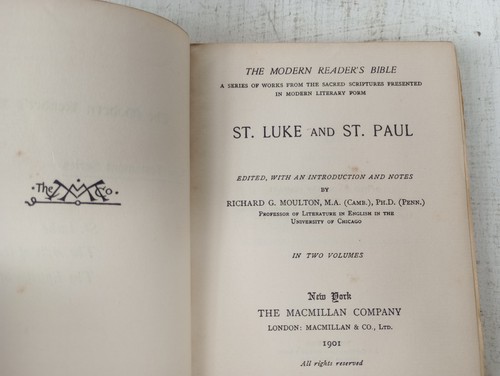 The M Co.
THE MODERN READER'S BIBLE
A SERIES OF WORKS FROM THE SACRED SCRIPTURES PRESENTED
IN MODERN LITERARY FORM
ST. LUKE AND ST. PAUL
EDITED, WITH AN INTRODUCTION AND NOTES
BY
RICHARD G. MOULTON, M.A. (CAMB.), PH.D. (PENN.)
PROFESSOR OF LITERATURE IN ENGLISH IN THE
UNIVERSITY OF CHICAGO
IN TWO VOLUMES
New York
THE MACMILLAN COMPANY
LONDON: MACMILLAN & CO., LTD.
1901
All rights reserved